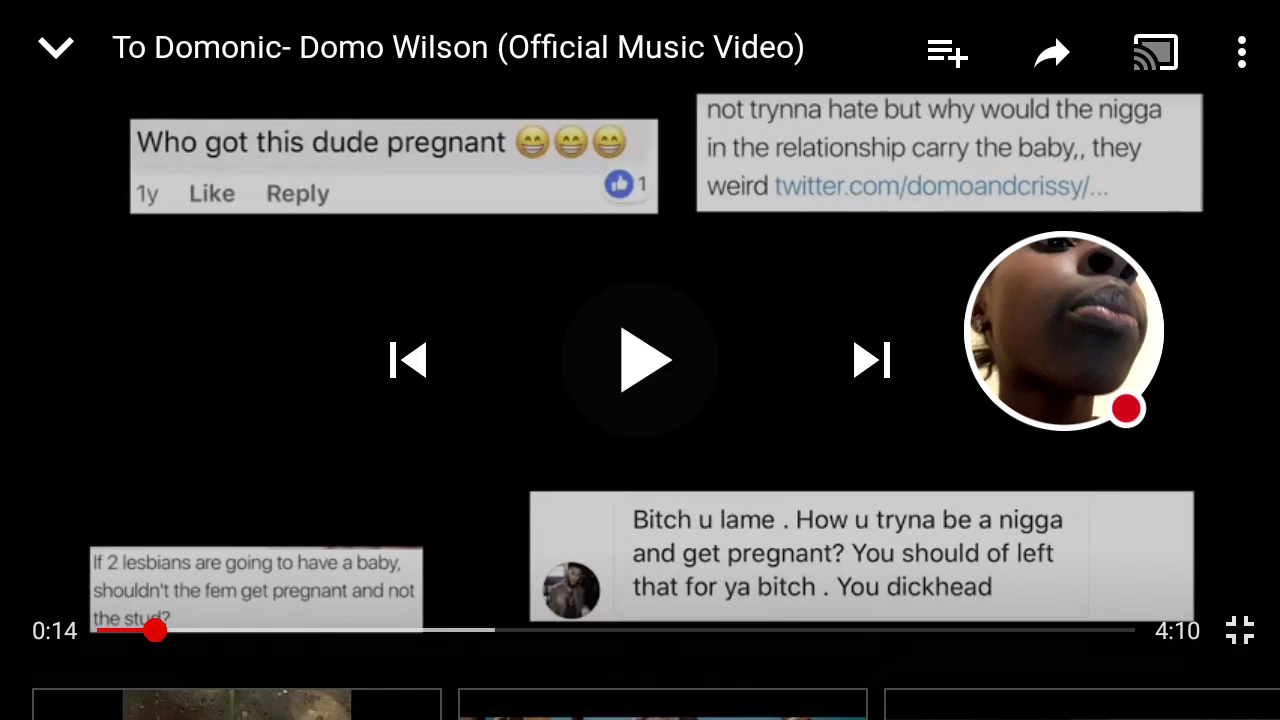 To Domonic- Domo Wilson (Official Music Video)
Who got this dude pregnant 😁😁😁
1y Like Reply 1
not trynna hate but why would the nigga
in the relationship carry the baby,, they
weird twitter.com/domoandcrissy/...
If 2 lesbians are going to have a baby,
shouldn't the fem get pregnant and not
the stud?
Bitch u lame . How u tryna be a nigga
and get pregnant? You should of left
that for ya bitch . You dickhead
0:14
4:10